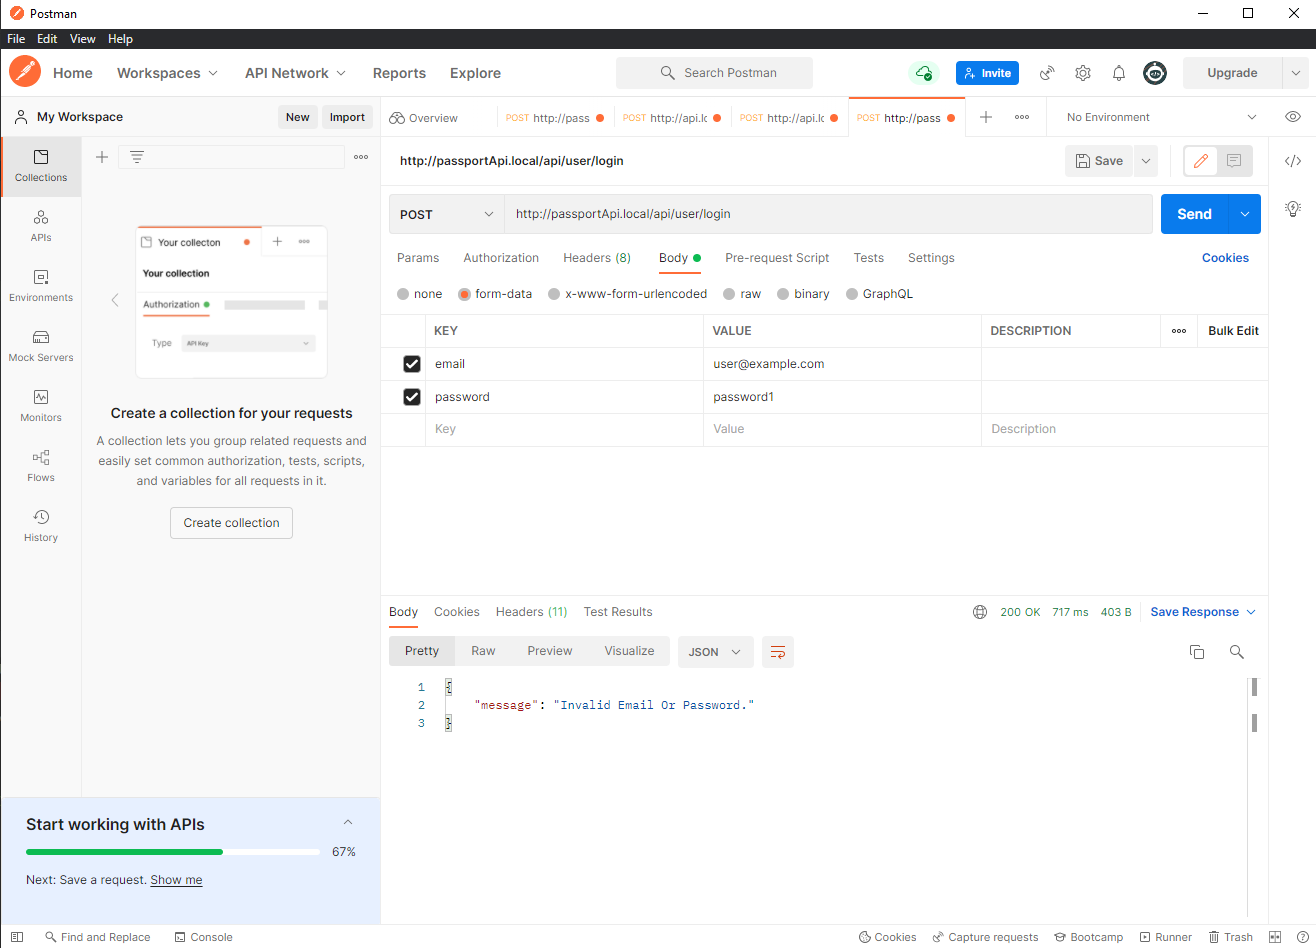 Postman
File Edit View Help
Home Workspaces API Network Reports Explore Search Postman Invite Upgrade
My Workspace New Import Overview POST http://pass POST http://api.lo POST http://api.lo POST http://pass No Environment
Collections
APIs
Environments
Mock Servers
Monitors
Flows
History
Your collecton
Your collection
Authorization
Type API Key
Create a collection for your requests
A collection lets you group related requests and
easily set common authorization, tests, scripts,
and variables for all requests in it.
Create collection
Start working with APIs
67%
Next: Save a request. Show me
http://passportApi.local/api/user/login Save
POST http://passportApi.local/api/user/login Send
Params Authorization Headers (8) Body Pre-request Script Tests Settings Cookies
none form-data x-www-form-urlencoded raw binary GraphQL
KEY VALUE DESCRIPTION Bulk Edit
email user@example.com
password password1
Key Value Description
Body Cookies Headers (11) Test Results 200 OK 717 ms 403 B Save Response
Pretty Raw Preview Visualize JSON
1 {
2 "message": "Invalid Email Or Password."
3 }
Find and Replace Console Cookies Capture requests Bootcamp Runner Trash